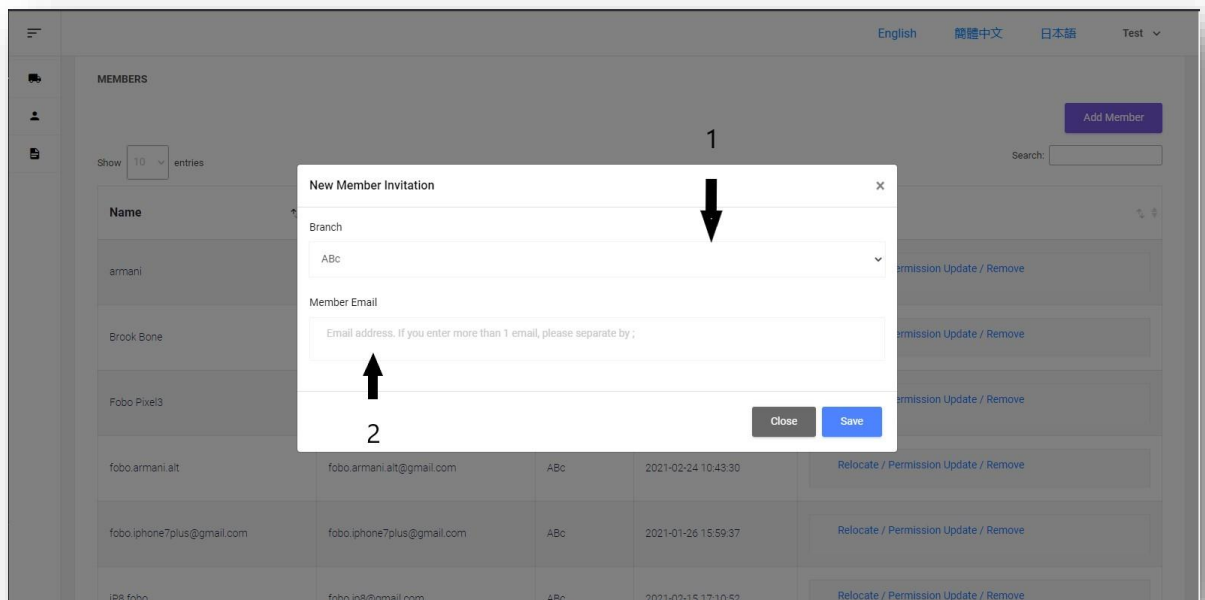 English 簡體中文 日本語 Test
MEMBERS
Add Member
1
Show 10 entries
Search:
New Member Invitation ×
Name
Branch
ABc
armani
Permission Update / Remove
Member Email
Email address. If you enter more than 1 email, please separate by ;
Brook Bone
Permission Update / Remove
Fobo Pixel3
Permission Update / Remove
Close Save
2
fobo.armani.alt fobo.armani.alt@gmail.com ABc 2021-02-24 10:43:30 Relocate / Permission Update / Remove
fobo.iphone7plus@gmail.com fobo.iphone7plus@gmail.com ABc 2021-01-26 15:59:37 Relocate / Permission Update / Remove
iP8 fobo fobo.ip8@gmail.com ABc 2021-02-15 17:10:52 Relocate / Permission Update / Remove